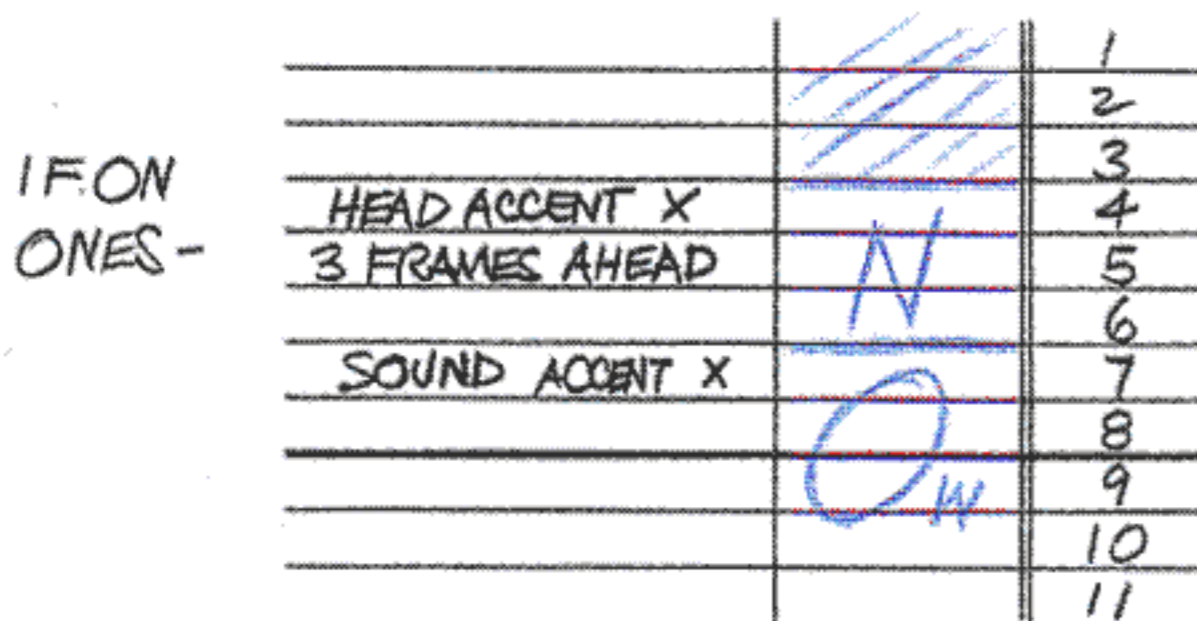 1
2
3
IF ON
HEAD ACCENT X
4
ONES -
3 FRAMES AHEAD
N
5
6
SOUND ACCENT X
7
OW
8
9
10
11